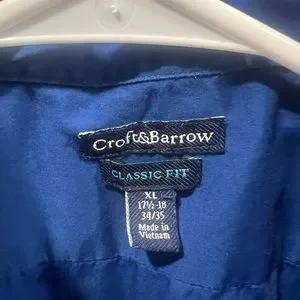 Croft&Barrow
CLASSIC FIT
XL
17½-18
34/35
Made in
Vietnam